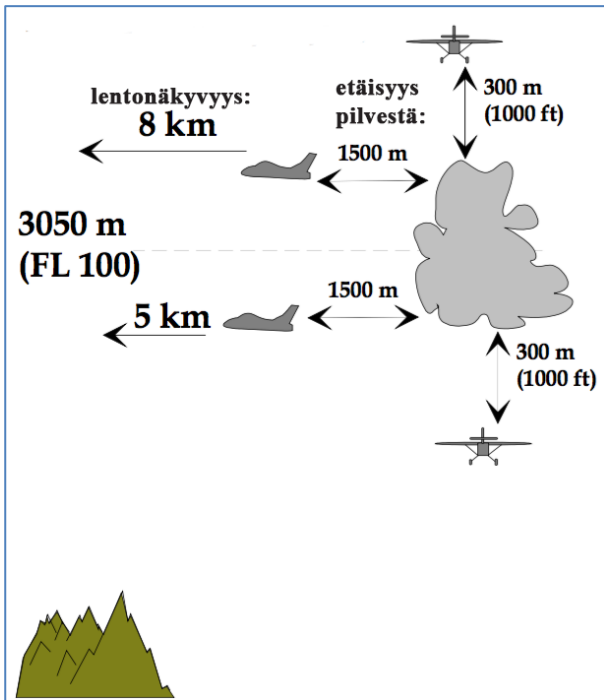 lentonäkyvyys:
8 km
etäisyys
pilvestä:
300 m
(1000 ft)
1500 m
3050 m
(FL 100)
5 km
1500 m
300 m
(1000 ft)